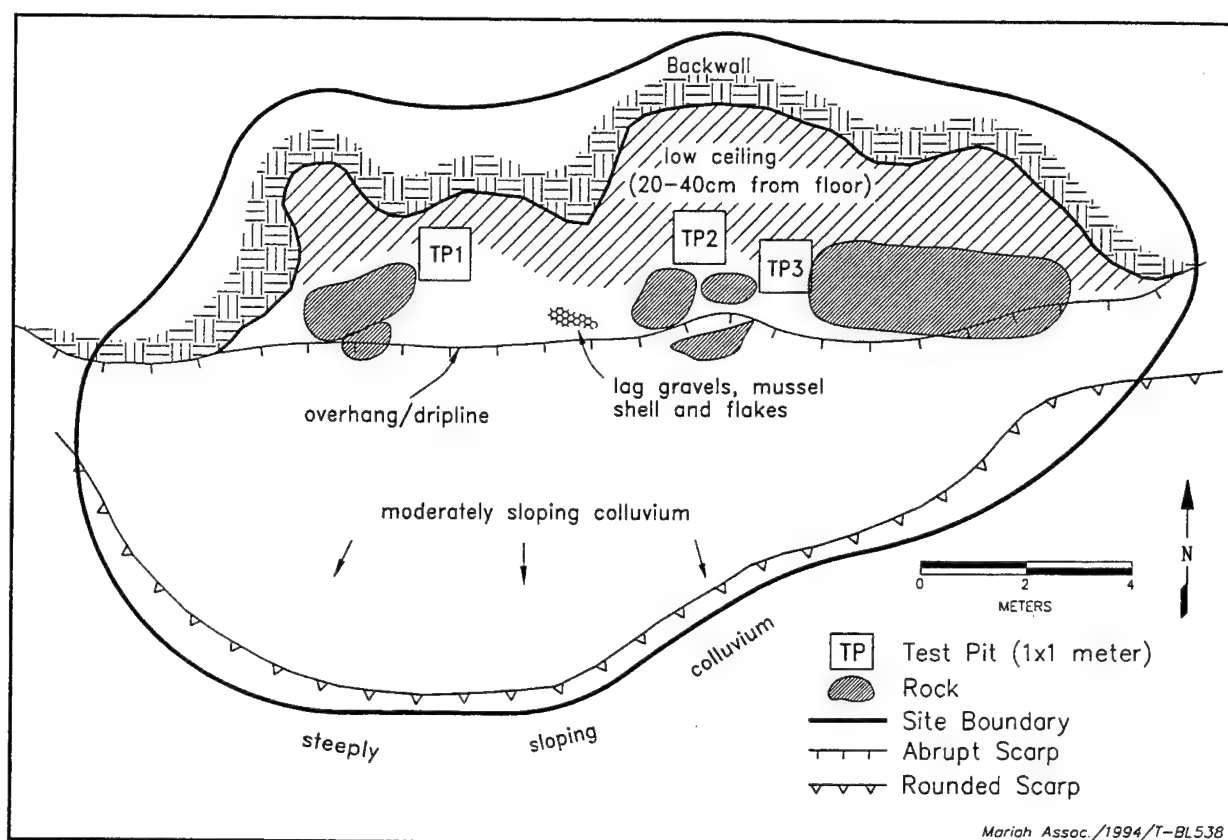 Backwall
low ceiling
(20-40cm from floor)
TP1
TP2
TP3
lag gravels, mussel
shell and flakes
overhang/dripline
moderately sloping colluvium
colluvium
steeply
sloping
N
0
2
4
METERS
TP
Test Pit (1x1 meter)
Rock
Site Boundary
Abrupt Scarp
Rounded Scarp
Mariah Assoc./1994/T-BL538